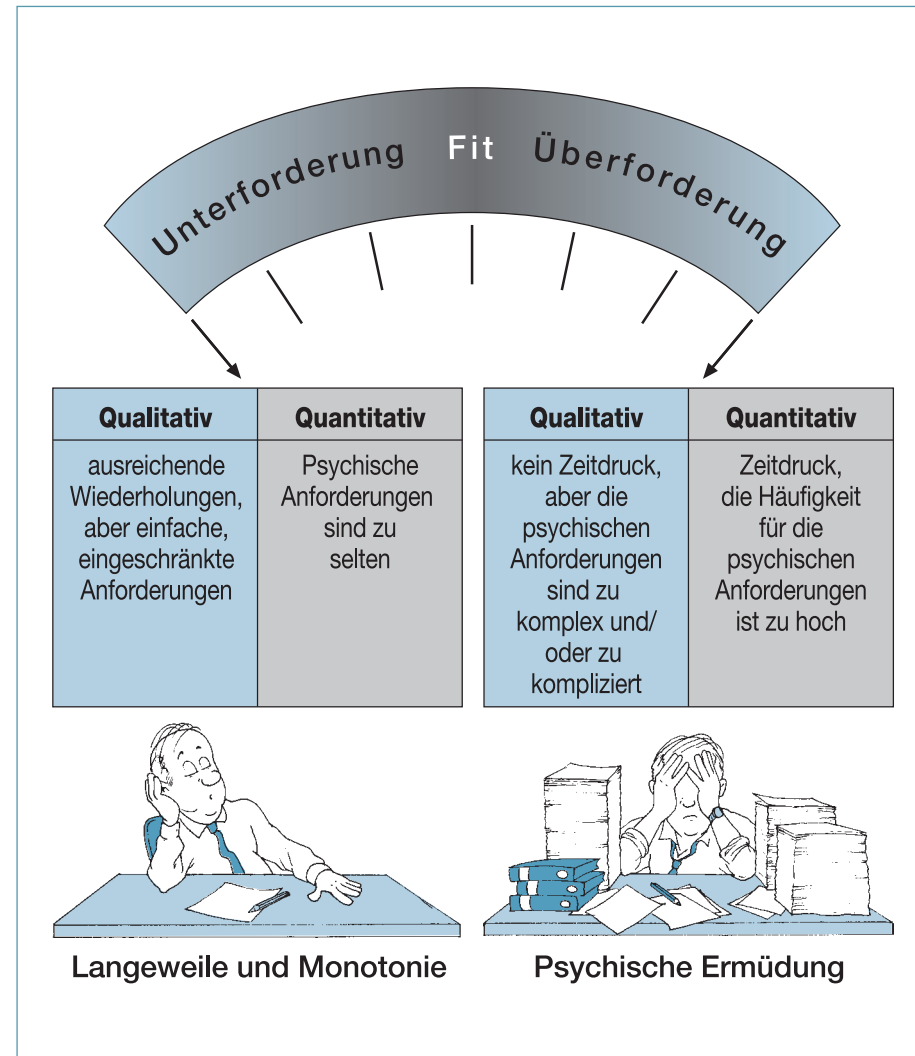 Unterforderung Fit Überforderung
Qualitativ
ausreichende
Wiederholungen,
aber einfache,
eingeschränkte
Anforderungen
Quantitativ
Psychische
Anforderungen
sind zu
selten
Qualitativ
kein Zeitdruck,
aber die
psychischen
Anforderungen
sind zu
komplex und/
oder zu
kompliziert
Quantitativ
Zeitdruck,
die Häufigkeit
für die
psychischen
Anforderungen
ist zu hoch
Langeweile und Monotonie
Psychische Ermüdung